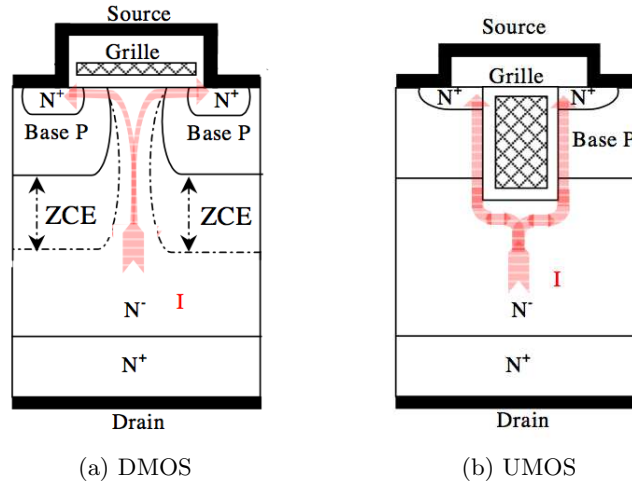 Source
Grille
N+ N+
Base P Base P
ZCE ZCE
N- I
N+
Drain
(a) DMOS
Source
Grille
N+ N+
Base P
I
N-
N+
Drain
(b) UMOS